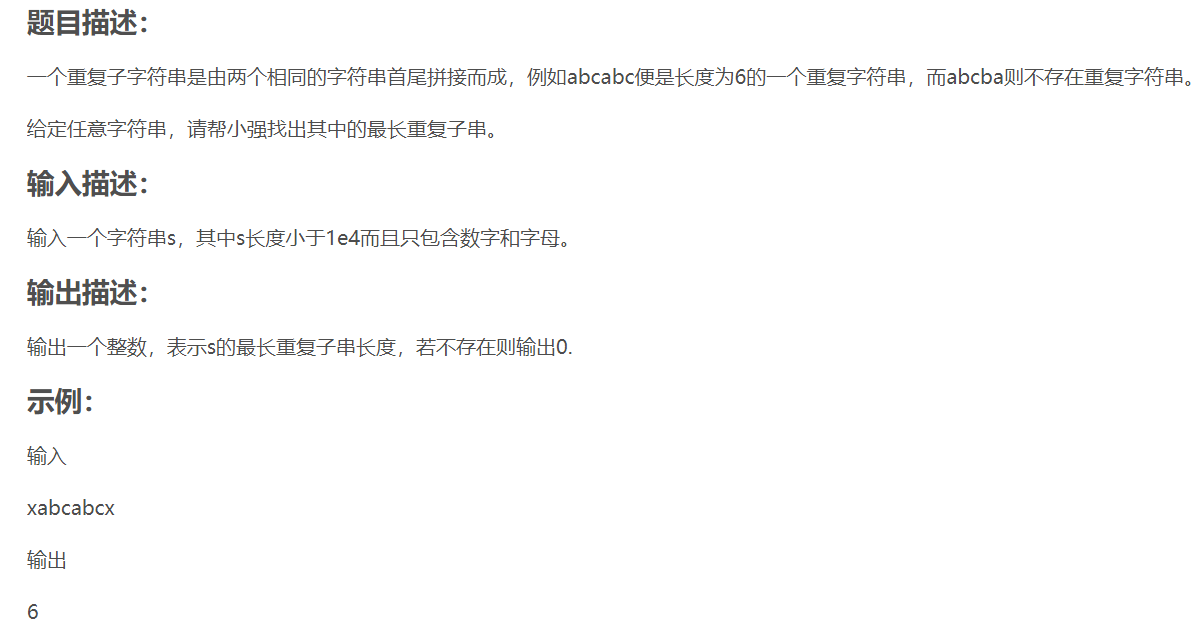 题目描述：
一个重复子字符串是由两个相同的字符串首尾拼接而成，例如abcabc便是长度为6的一个重复字符串，而abcba则不存在重复字符串。
给定任意字符串，请帮小强找出其中的最长重复子串。
输入描述：
输入一个字符串s，其中s长度小于1e4而且只包含数字和字母。
输出描述：
输出一个整数，表示s的最长重复子串长度，若不存在则输出0.
示例：
输入
xabcabcx
输出
6